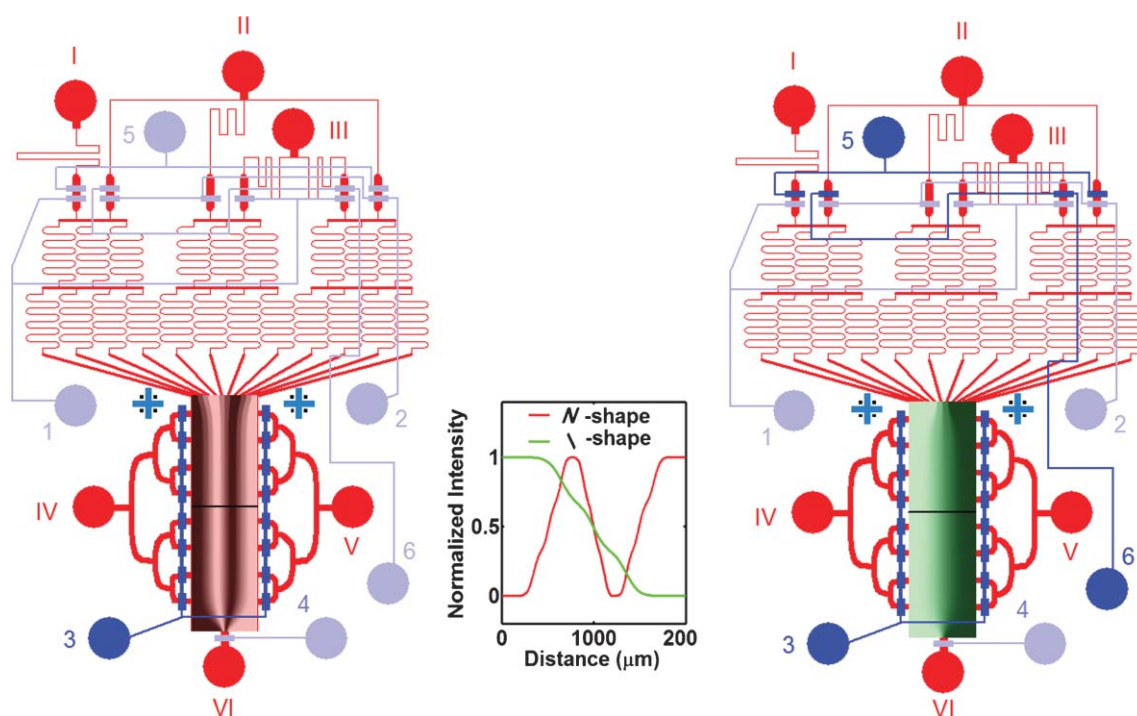 II
I
5
III
1
2
IV
V
6
3
4
VI
II
I
5
III
1
2
IV
V
6
3
4
VI
Normalized Intensity
1
0.5
0
N -shape
\ -shape
0 1000 200
Distance (μm)